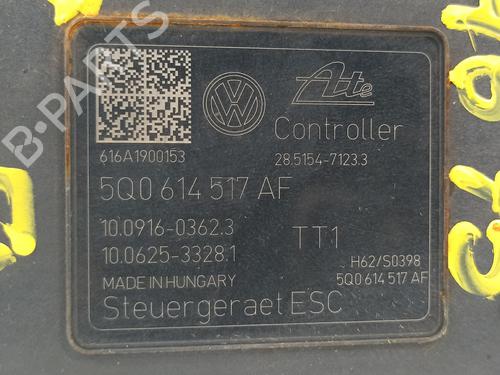 B-PARTS
Ate
Controller
616A1900153
28.5154-7123.3
5Q0 614 517 AF
10.0916-0362.3
10.0625-3328.1
TT1
H62/S0398
MADE IN HUNGARY
5Q0 614 517 AF
Steuergeraet ESC